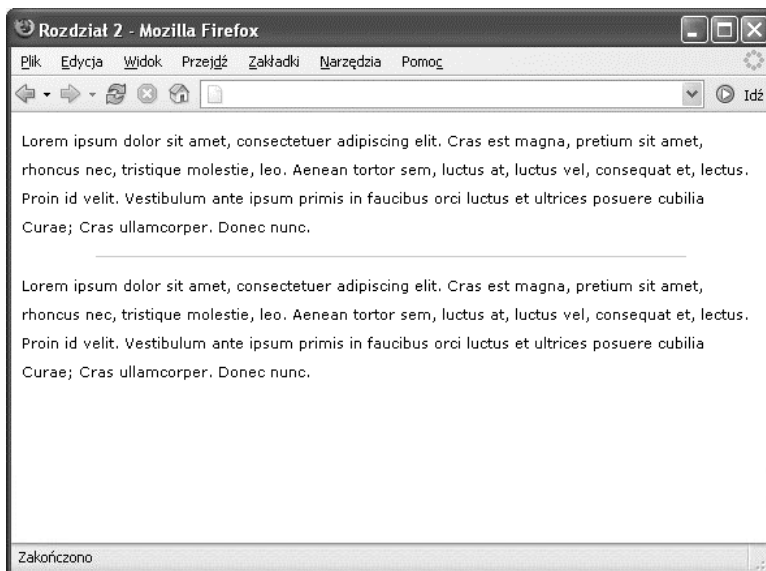 Rozdział 2 - Mozilla Firefox
Plik Edycja Widok Przejdź Zakładki Narzędzia Pomoc
Idź
Lorem ipsum dolor sit amet, consectetuer adipiscing elit. Cras est magna, pretium sit amet,
rhoncus nec, tristique molestie, leo. Aenean tortor sem, luctus at, luctus vel, consequat et, lectus.
Proin id velit. Vestibulum ante ipsum primis in faucibus orci luctus et ultrices posuere cubilia
Curae; Cras ullamcorper. Donec nunc.
Lorem ipsum dolor sit amet, consectetuer adipiscing elit. Cras est magna, pretium sit amet,
rhoncus nec, tristique molestie, leo. Aenean tortor sem, luctus at, luctus vel, consequat et, lectus.
Proin id velit. Vestibulum ante ipsum primis in faucibus orci luctus et ultrices posuere cubilia
Curae; Cras ullamcorper. Donec nunc.
Zakończono